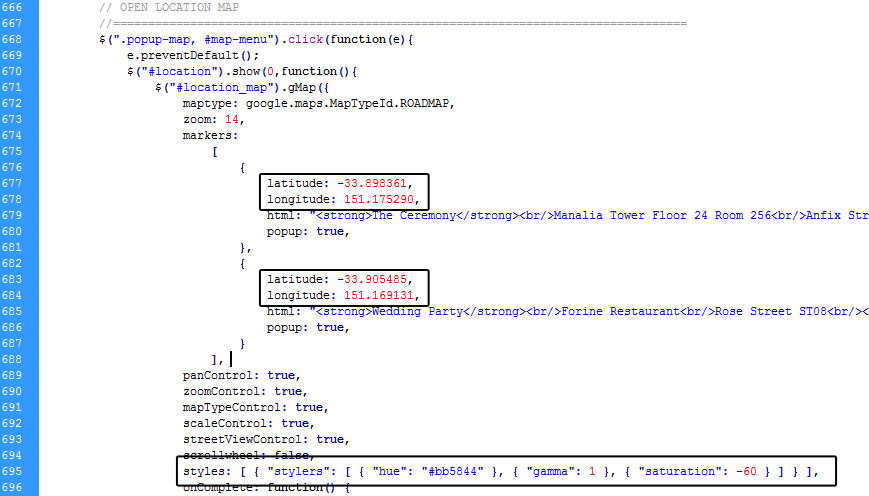 666 // OPEN LOCATION MAP
667 //===================================================================================
668 $(".popup-map, #map-menu").click(function(e){
669 e.preventDefault();
670 $("#location").show(0,function(){
671 $("#location_map").gMap({
672 maptype: google.maps.MapTypeId.ROADMAP,
673 zoom: 14,
674 markers:
675 [
676 {
677 latitude: -33.898361,
678 longitude: 151.175290,
679 html: "<strong>The Ceremony</strong><br/>Manalia Tower Floor 24 Room 256<br/>Anfix Str
680 popup: true,
681 },
682 {
683 latitude: -33.905485,
684 longitude: 151.169131,
685 html: "<strong>Wedding Party</strong><br/>Forine Restaurant<br/>Rose Street ST08<br/><
686 popup: true,
687 }
688 ],
689 panControl: true,
690 zoomControl: true,
691 mapTypeControl: true,
692 scaleControl: true,
693 streetViewControl: true,
694 scrollwheel: false,
695 styles: [ { "stylers": [ { "hue": "#bb5844" }, { "gamma": 1 }, { "saturation": -60 } ] } ],
696 onComplete: function() {